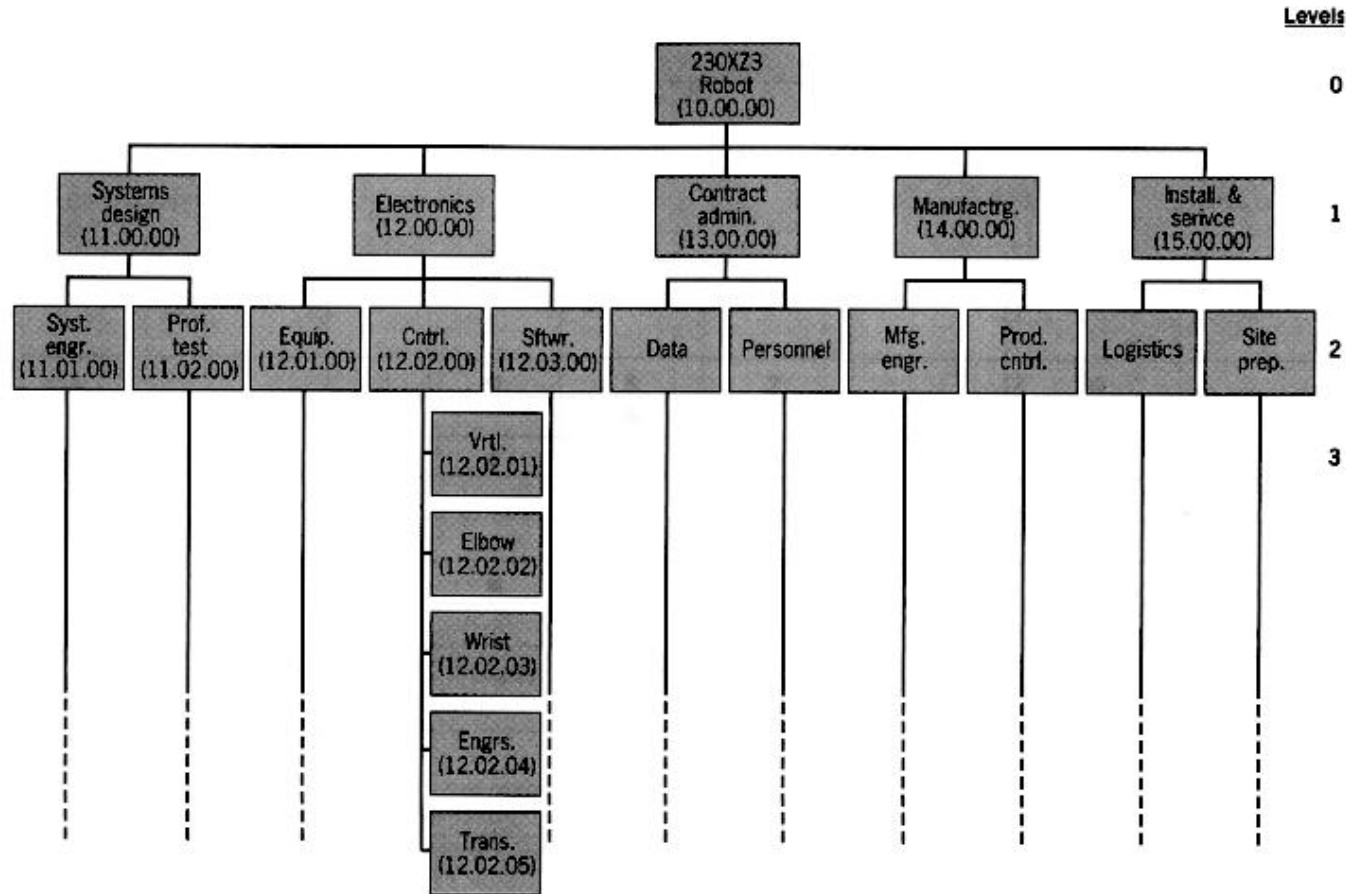 Levels
230XZ3
Robot
(10.00.00)
0
Systems
design
(11.00.00)
Electronics
(12.00.00)
Contract
admin.
(13.00.00)
Manufactrg.
(14.00.00)
Install. &
serivce
(15.00.00)
1
Syst.
engr.
(11.01.00)
Prof.
test
(11.02.00)
Equip.
(12.01.00)
Cntrl.
(12.02.00)
Sftwr.
(12.03.00)
Data
Personnel
Mfg.
engr.
Prod.
cntrl.
Logistics
Site
prep.
2
Vrtl.
(12.02.01)
3
Elbow
(12.02.02)
Wrist
(12.02.03)
Engrs.
(12.02.04)
Trans.
(12.02.05)